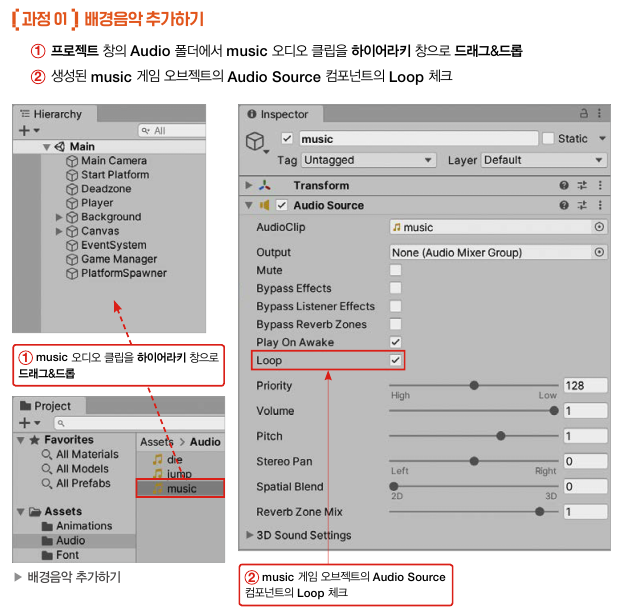 [과정 01] 배경음악 추가하기
① 프로젝트 창의 Audio 폴더에서 music 오디오 클립을 하이어라키 창으로 드래그&드롭
② 생성된 music 게임 오브젝트의 Audio Source 컴포넌트의 Loop 체크
Hierarchy
All
Main
Main Camera
Start Platform
Deadzone
Player
Background
Canvas
EventSystem
Game Manager
PlatformSpawner
① music 오디오 클립을 하이어라키 창으로
드래그&드롭
Project
Favorites
All Materials
All Models
All Prefabs
Assets
Animations
Audio
Font
Assets > Audio
die
jump
music
▶ 배경음악 추가하기
Inspector
music
Static
Tag Untagged Layer Default
Transform
Audio Source
AudioClip music
Output None (Audio Mixer Group)
Mute
Bypass Effects
Bypass Listener Effects
Bypass Reverb Zones
Play On Awake
Loop
Priority 128
High Low
Volume 1
Pitch 1
Stereo Pan 0
Left Right
Spatial Blend 0
2D 3D
Reverb Zone Mix 1
3D Sound Settings
② music 게임 오브젝트의 Audio Source
컴포넌트의 Loop 체크